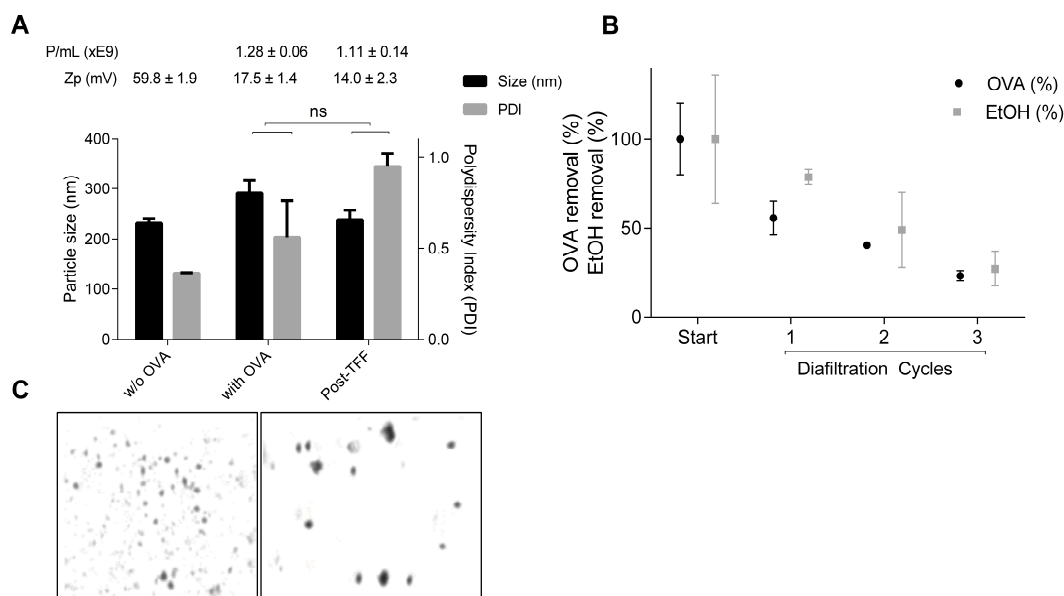 A
P/mL (xE9) 1.28 ± 0.06 1.11 ± 0.14
Zp (mV) 59.8 ± 1.9 17.5 ± 1.4 14.0 ± 2.3
Size (nm)
PDI
ns
Particle size (nm)
400
300
200
100
0
1.0
0.5
0.0
Polydispersity Index (PDI)
w/o OVA
with OVA
Post-TFF
B
OVA (%)
EtOH (%)
OVA removal (%)
EtOH removal (%)
100
50
0
Start 1 2 3
Diafiltration Cycles
C